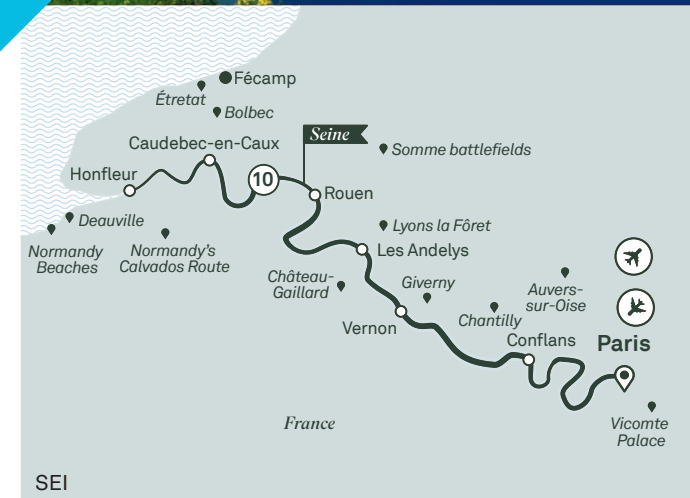 Fécamp
Étretat
Bolbec
Caudebec-en-Caux
Seine
Somme battlefields
Honfleur
10
Rouen
Deauville
Lyons la Fôret
Normandy
Beaches
Normandy's
Calvados Route
Les Andelys
Château-
Gaillard
Giverny
Auvers-
sur-Oise
Vernon
Chantilly
Conflans
Paris
France
Vicomte
Palace
SEI